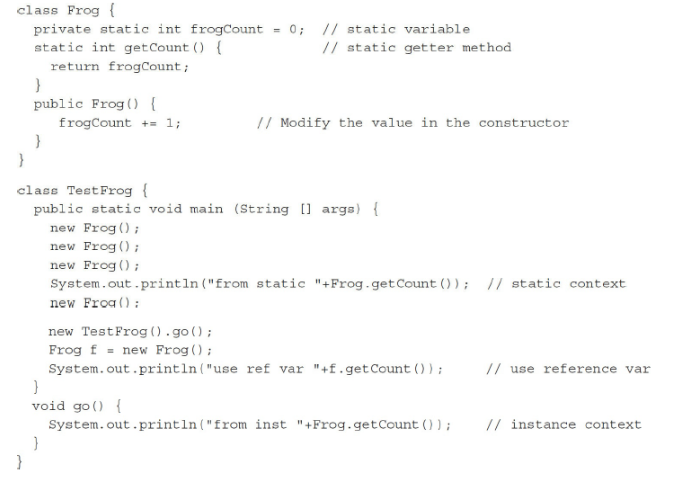 class Frog {
private static int frogCount = 0; // static variable
static int getCount() { // static getter method
return frogCount;
}
public Frog() {
frogCount += 1; // Modify the value in the constructor
}
}
class TestFrog {
public static void main (String [] args) {
new Frog();
new Frog();
new Frog();
System.out.println("from static "+Frog.getCount()); // static context
new Frog();
new TestFrog().go();
Frog f = new Frog();
System.out.println("use ref var "+f.getCount()); // use reference var
}
void go() {
System.out.println("from inst "+Frog.getCount()); // instance context
}
}